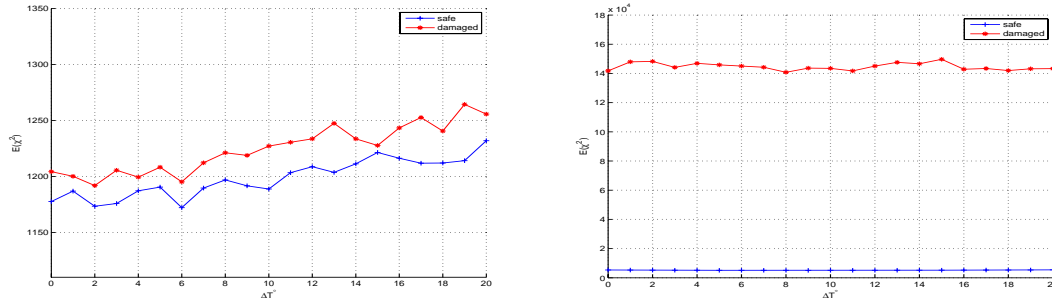 1350
1300
1250
1200
1150
E(χ²)
0 2 4 6 8 10 12 14 16 18 20
ΔT°
safe
damaged
x 10⁴
18
16
14
12
10
8
6
4
2
0
E(χ²)
0 2 4 6 8 10 12 14 16 18 20
ΔT°
safe
damaged